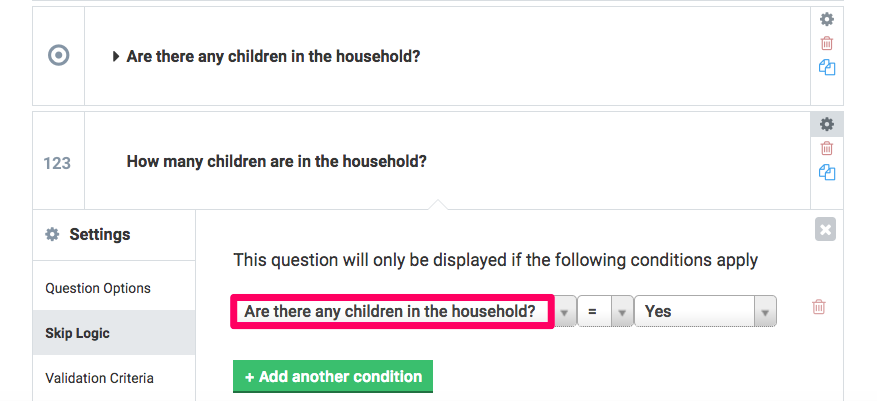 Are there any children in the household?
123
How many children are in the household?
Settings
This question will only be displayed if the following conditions apply
Question Options
Are there any children in the household? = Yes
Skip Logic
+ Add another condition
Validation Criteria